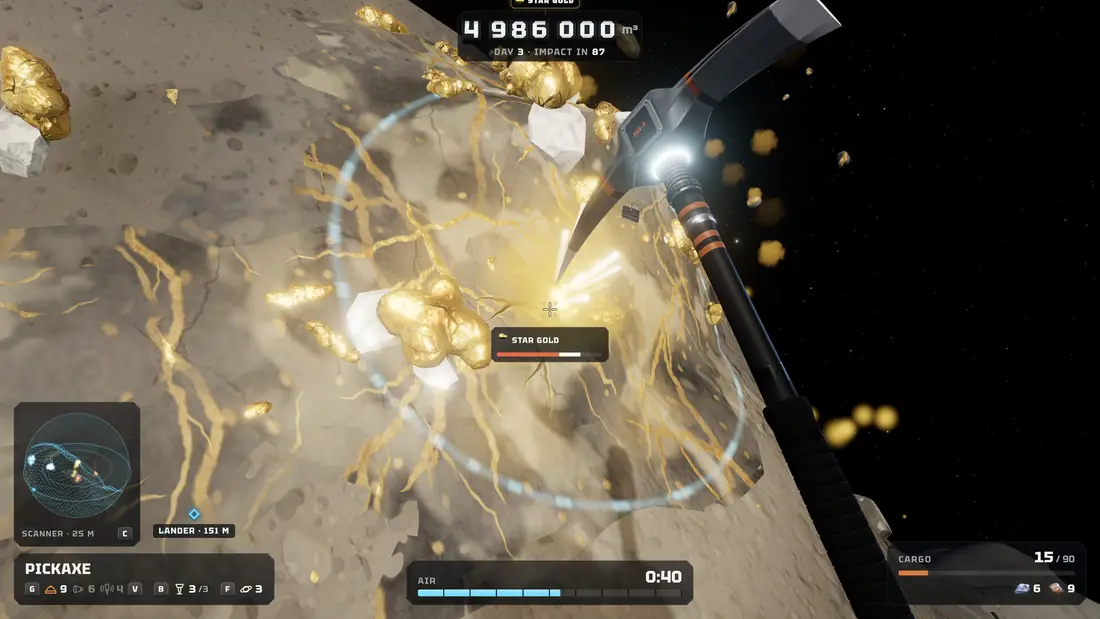 STAR GOLD
4 986 000 m³
DAY 3 · IMPACT IN 87
STAR GOLD
SCANNER · 25 M C
LANDER · 151 M
PICKAXE
G 9 6 4 V B 3/3 F 3
AIR 0:40
CARGO 15/90
6 9